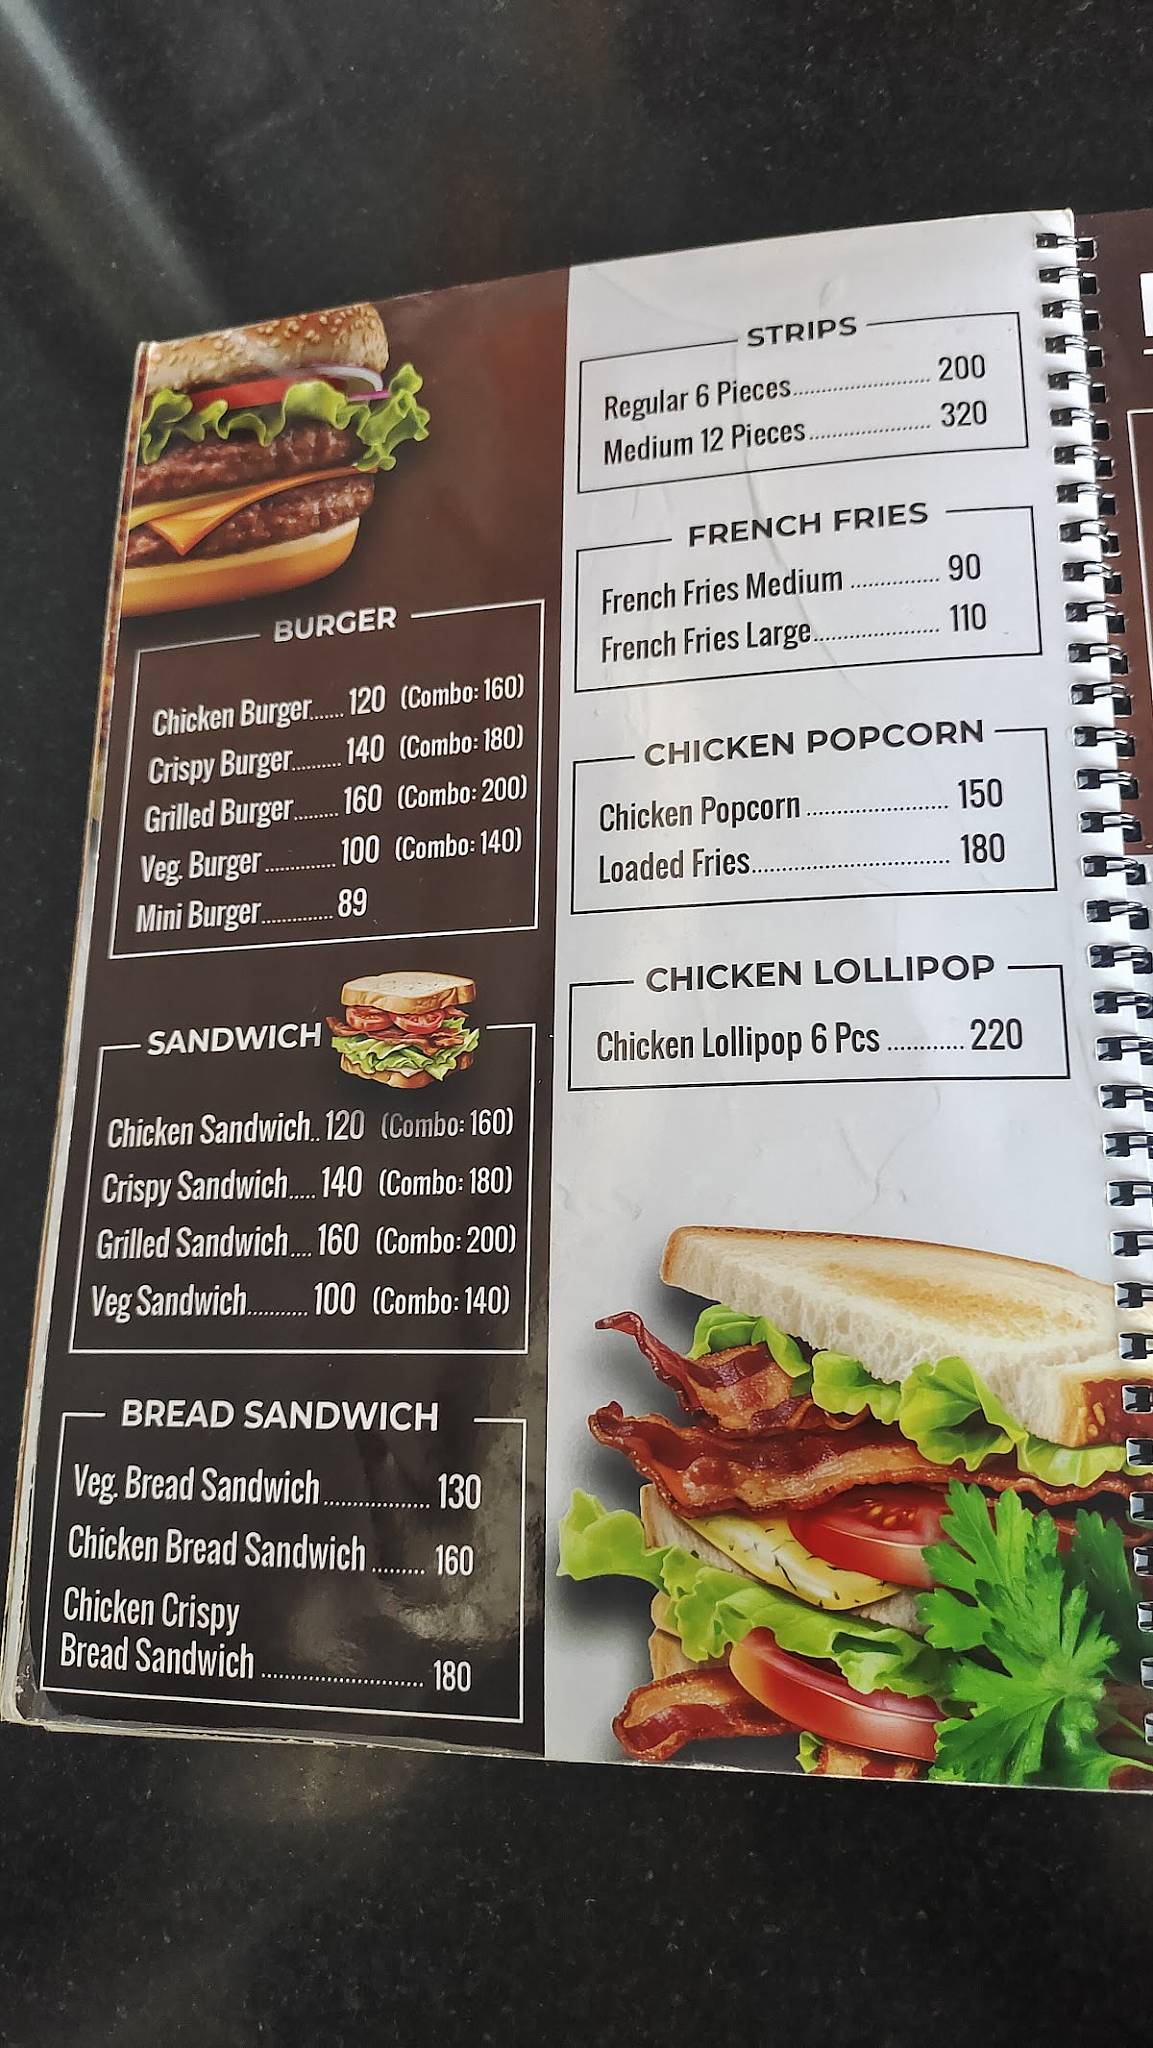 BURGER
Chicken Burger....... 120 (Combo: 160)
Crispy Burger.......... 140 (Combo: 180)
Grilled Burger......... 160 (Combo: 200)
Veg. Burger .............. 100 (Combo: 140)
Mini Burger.............. 89
SANDWICH
Chicken Sandwich.. 120 (Combo: 160)
Crispy Sandwich..... 140 (Combo: 180)
Grilled Sandwich.... 160 (Combo: 200)
Veg Sandwich........... 100 (Combo: 140)
BREAD SANDWICH
Veg. Bread Sandwich .................. 130
Chicken Bread Sandwich ......... 160
Chicken Crispy
Bread Sandwich ........................... 180
STRIPS
Regular 6 Pieces........................... 200
Medium 12 Pieces ........................ 320
FRENCH FRIES
French Fries Medium ............... 90
French Fries Large..................... 110
CHICKEN POPCORN
Chicken Popcorn ........................ 150
Loaded Fries.................................. 180
CHICKEN LOLLIPOP
Chicken Lollipop 6 Pcs ............ 220